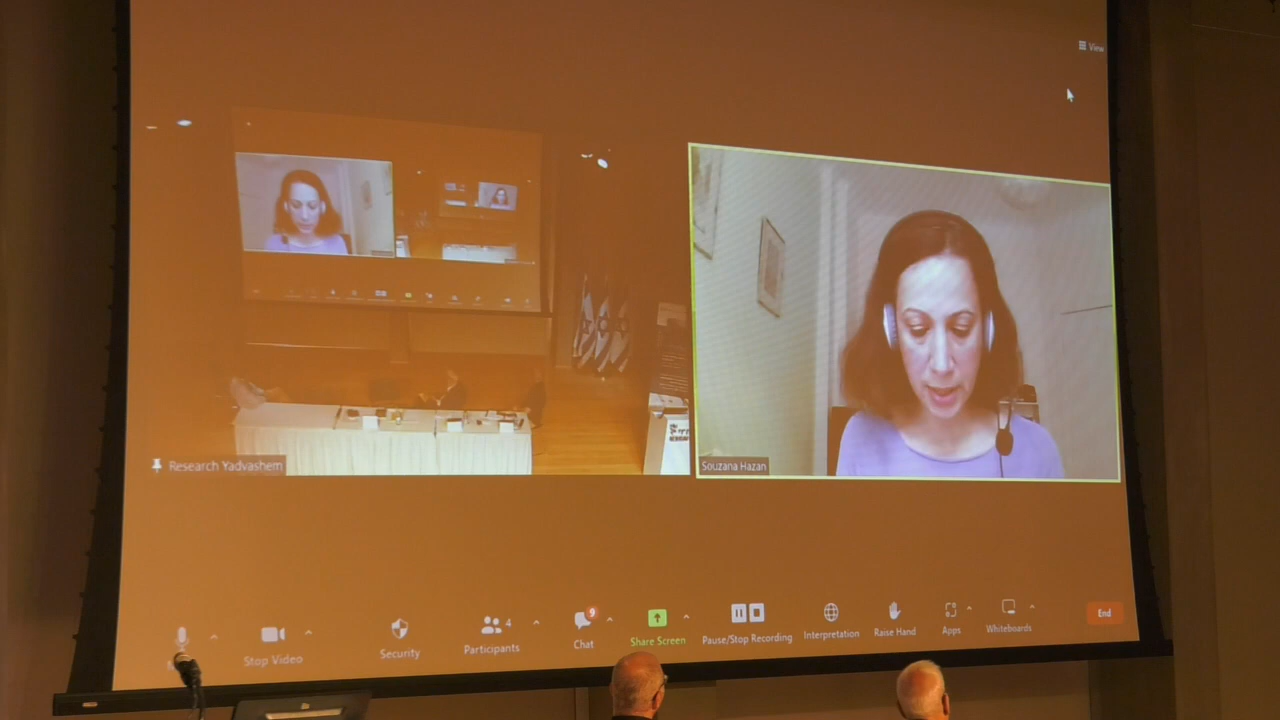 View
Research Yadvashem
Souzana Hazan
Stop Video
Security
Participants
4
Chat
9
Share Screen
Pause/Stop Recording
Interpretation
Raise Hand
Apps
Whiteboards
End